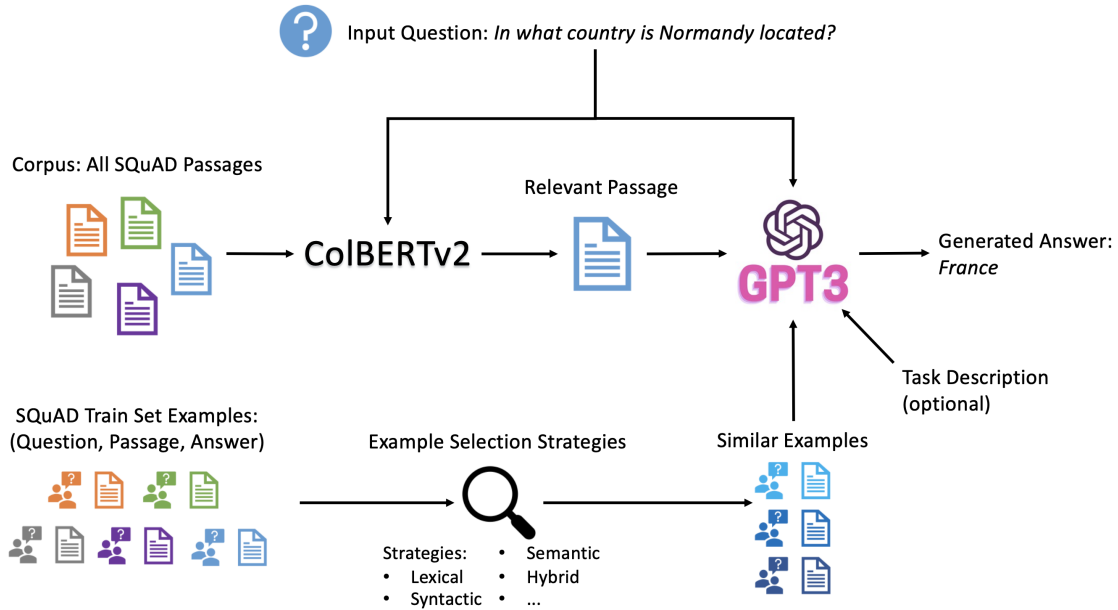 Input Question: In what country is Normandy located?
Corpus: All SQuAD Passages
Relevant Passage
ColBERTv2
GPT3
Generated Answer:
France
Task Description
(optional)
SQuAD Train Set Examples:
(Question, Passage, Answer)
Example Selection Strategies
Similar Examples
Strategies:
• Lexical
• Syntactic
• Semantic
• Hybrid
• ...